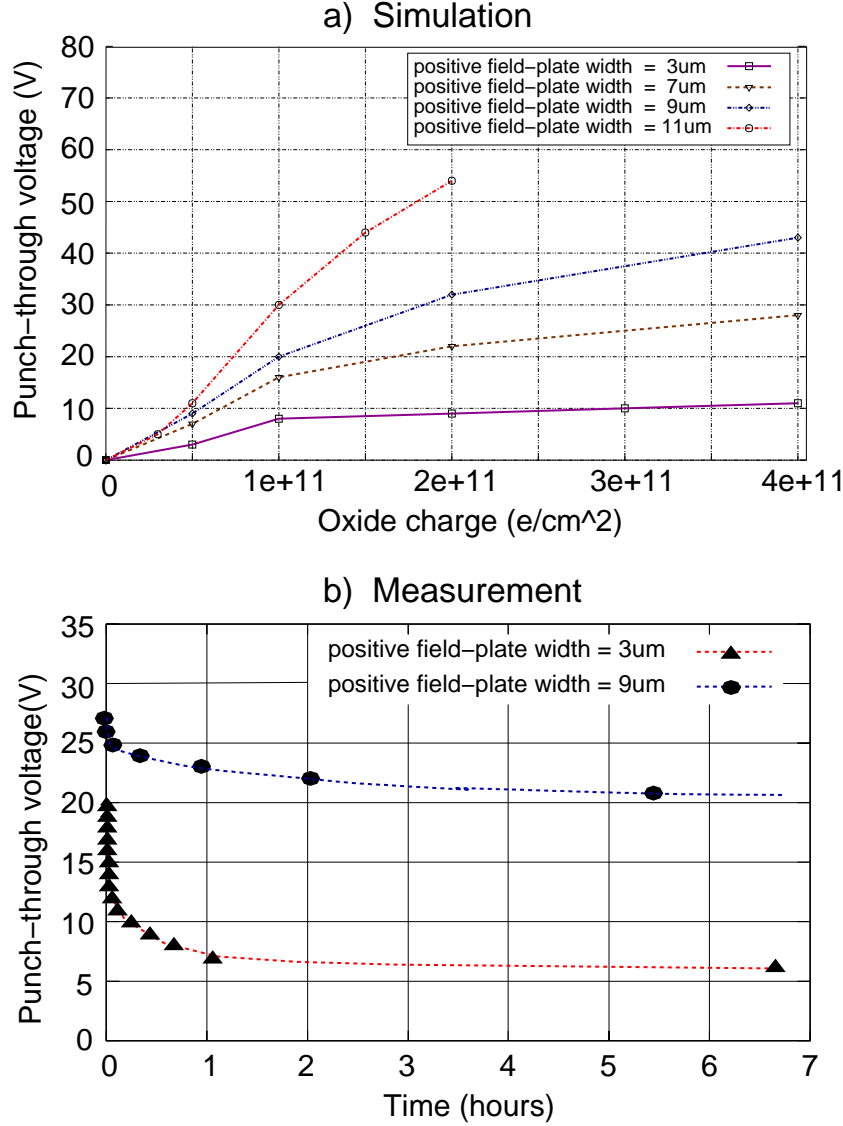 a) Simulation
positive field−plate width = 3um
positive field−plate width = 7um
positive field−plate width = 9um
positive field−plate width = 11um
Punch−through voltage (V)
80
70
60
50
40
30
20
10
0
0 1e+11 2e+11 3e+11 4e+11
Oxide charge (e/cm^2)
b) Measurement
positive field−plate width = 3um
positive field−plate width = 9um
Punch−through voltage(V)
35
30
25
20
15
10
5
0
0 1 2 3 4 5 6 7
Time (hours)